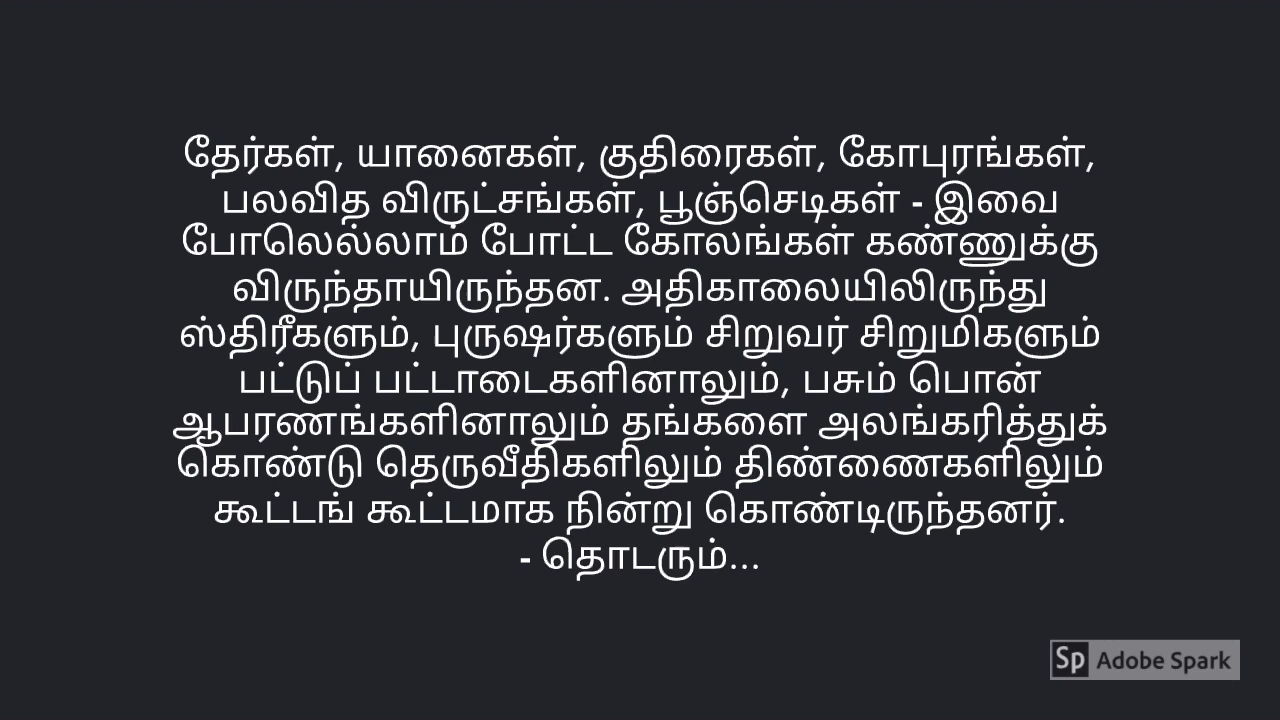 தேர்கள், யானைகள், குதிரைகள், கோபுரங்கள்,
பலவித விருட்சங்கள், பூஞ்செடிகள் - இவை
போலெல்லாம் போட்ட கோலங்கள் கண்ணுக்கு
விருந்தாயிருந்தன. அதிகாலையிலிருந்து
ஸ்திரீகளும், புருஷர்களும் சிறுவர் சிறுமிகளும்
பட்டுப் பட்டாடைகளினாலும், பசும் பொன்
ஆபரணங்களினாலும் தங்களை அலங்கரித்துக்
கொண்டு தெருவீதிகளிலும் திண்ணைகளிலும்
கூட்டங் கூட்டமாக நின்று கொண்டிருந்தனர்.
- தொடரும்...
Sp Adobe Spark